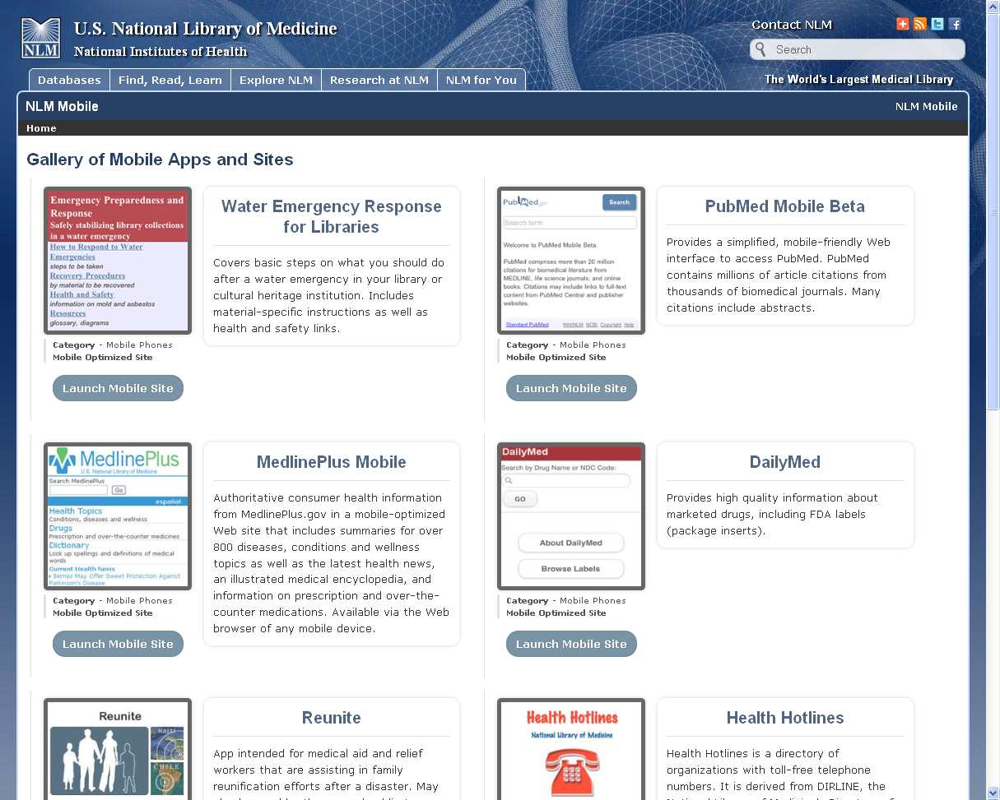 U.S. National Library of Medicine
National Institutes of Health
NLM
Contact NLM
Search
Databases
Find, Read, Learn
Explore NLM
Research at NLM
NLM for You
The World's Largest Medical Library
NLM Mobile
NLM Mobile
Home
Gallery of Mobile Apps and Sites
Emergency Preparedness and
Response
Safely stabilizing library collections
in a water emergency
How to Respond to Water
Emergencies
steps to be taken
Recovery Procedures
by material to be recovered
Health and Safety
information on mold and asbestos
Resources
glossary, diagrams
Category - Mobile Phones
Mobile Optimized Site
Launch Mobile Site
Water Emergency Response
for Libraries
Covers basic steps on what you should do
after a water emergency in your library or
cultural heritage institution. Includes
material-specific instructions as well as
health and safety links.
PubMed.gov
Search
Search term
Welcome to PubMed Mobile Beta.
PubMed comprises more than 20 million
citations for biomedical literature from
MEDLINE, life science journals, and online
books. Citations may include links to full-text
content from PubMed Central and publisher
websites.
Standard PubMed NIH/NLM NCBI Copyright Help
Category - Mobile Phones
Mobile Optimized Site
Launch Mobile Site
PubMed Mobile Beta
Provides a simplified, mobile-friendly Web
interface to access PubMed. PubMed
contains millions of article citations from
thousands of biomedical journals. Many
citations include abstracts.
MedlinePlus
U.S. National Library of Medicine
Search MedlinePlus
Go
español
Health Topics
Conditions, diseases and wellness
Drugs
Prescription and over-the-counter medicines
Dictionary
Look up spellings and definitions of medical
words
Current Health News
Berries May Offer Sweet Protection Against
Parkinson's Disease
Category - Mobile Phones
Mobile Optimized Site
Launch Mobile Site
MedlinePlus Mobile
Authoritative consumer health information
from MedlinePlus.gov in a mobile-optimized
Web site that includes summaries for over
800 diseases, conditions and wellness
topics as well as the latest health news,
an illustrated medical encyclopedia, and
information on prescription and over-the-
counter medications. Available via the Web
browser of any mobile device.
DailyMed
Search by Drug Name or NDC Code:
GO
About DailyMed
Browse Labels
Category - Mobile Phones
Mobile Optimized Site
Launch Mobile Site
DailyMed
Provides high quality information about
marketed drugs, including FDA labels
(package inserts).
Reunite
HAITI
CHILE
Reunite
App intended for medical aid and relief
workers that are assisting in family
reunification efforts after a disaster. May
Health Hotlines
National Library of Medicine
Health Hotlines
Health Hotlines is a directory of
organizations with toll-free telephone
numbers. It is derived from DIRLINE, the